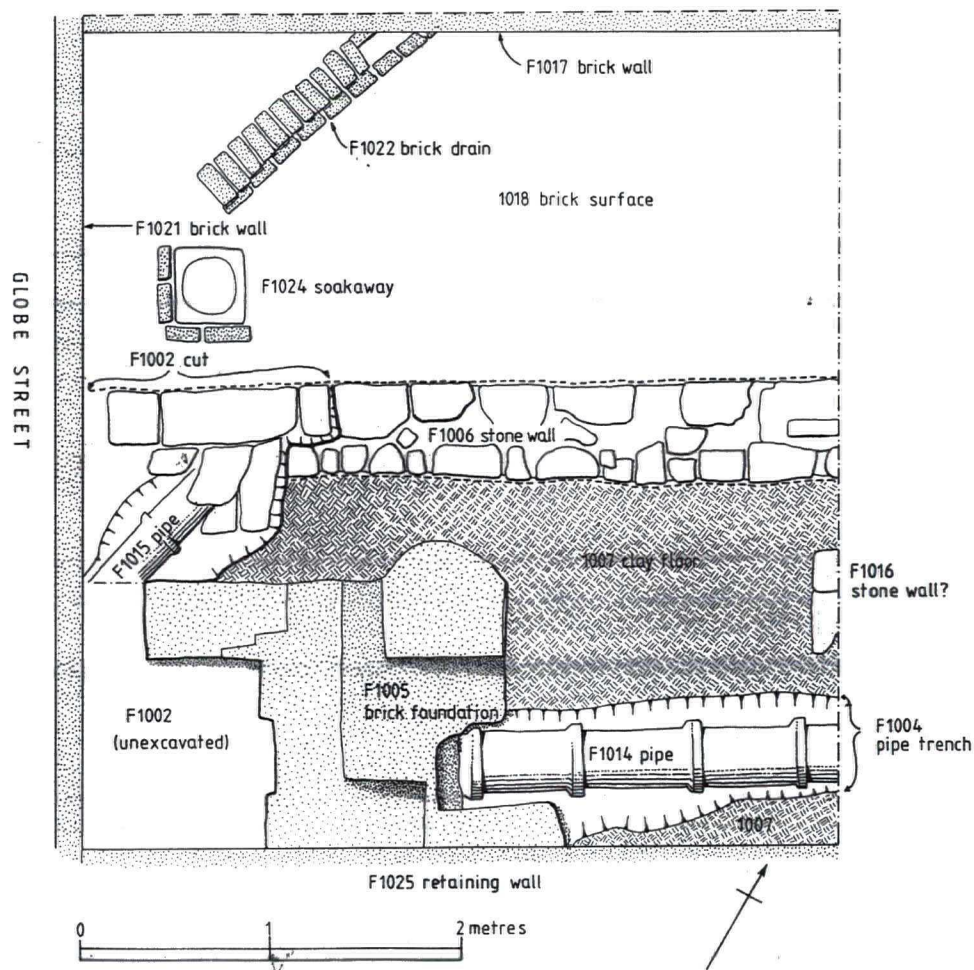 F1017 brick wall
F1022 brick drain
1018 brick surface
F1021 brick wall
GLOBE STREET
F1024 soakaway
F1002 cut
F1006 stone wall
F1015 pipe
1007 clay floor
F1016
stone wall?
F1005
brick foundation
F1002
(unexcavated)
F1014 pipe
F1004
pipe trench
1007
F1025 retaining wall
0 1 2 metres